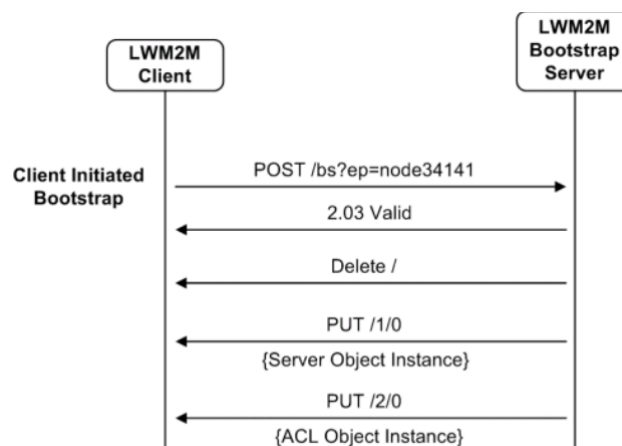 LWM2M
Client
LWM2M
Bootstrap
Server
Client Initiated
Bootstrap
POST /bs?ep=node34141
2.03 Valid
Delete /
PUT /1/0
{Server Object Instance}
PUT /2/0
{ACL Object Instance}